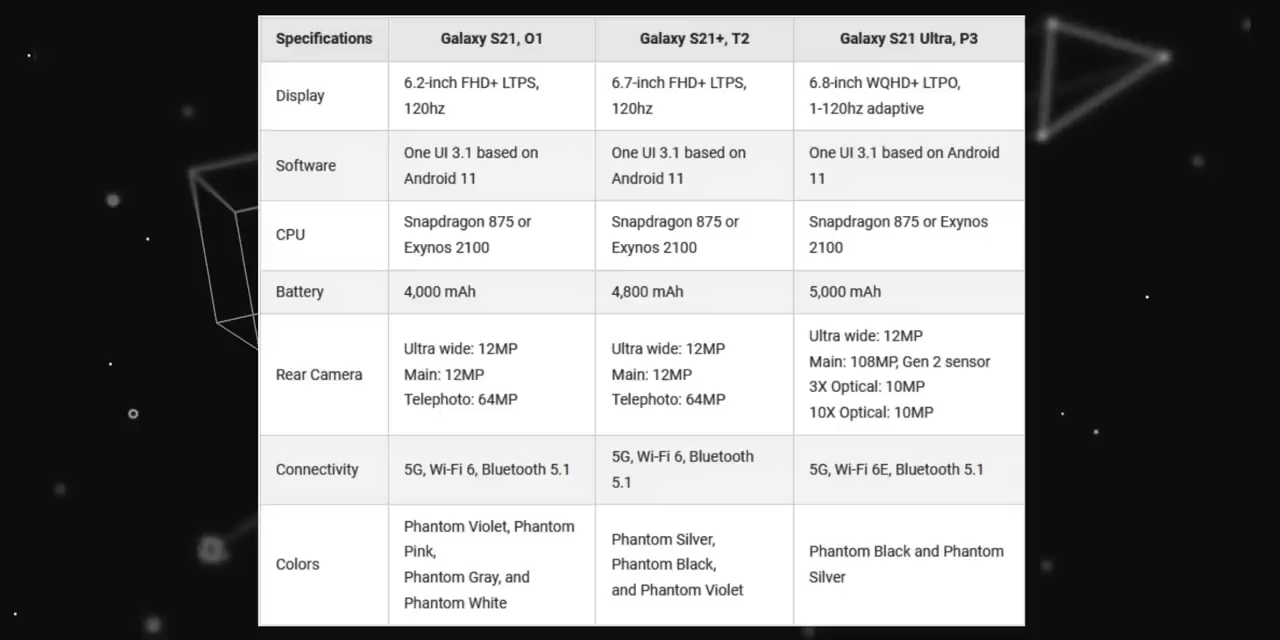 Specifications
Galaxy S21, O1
Galaxy S21+, T2
Galaxy S21 Ultra, P3
Display
6.2-inch FHD+ LTPS,
120hz
6.7-inch FHD+ LTPS,
120hz
6.8-inch WQHD+ LTPO,
1-120hz adaptive
Software
One UI 3.1 based on
Android 11
One UI 3.1 based on
Android 11
One UI 3.1 based on Android
11
CPU
Snapdragon 875 or
Exynos 2100
Snapdragon 875 or
Exynos 2100
Snapdragon 875 or Exynos
2100
Battery
4,000 mAh
4,800 mAh
5,000 mAh
Rear Camera
Ultra wide: 12MP
Main: 12MP
Telephoto: 64MP
Ultra wide: 12MP
Main: 12MP
Telephoto: 64MP
Ultra wide: 12MP
Main: 108MP, Gen 2 sensor
3X Optical: 10MP
10X Optical: 10MP
Connectivity
5G, Wi-Fi 6, Bluetooth 5.1
5G, Wi-Fi 6, Bluetooth
5.1
5G, Wi-Fi 6E, Bluetooth 5.1
Colors
Phantom Violet, Phantom
Pink,
Phantom Gray, and
Phantom White
Phantom Silver,
Phantom Black,
and Phantom Violet
Phantom Black and Phantom
Silver